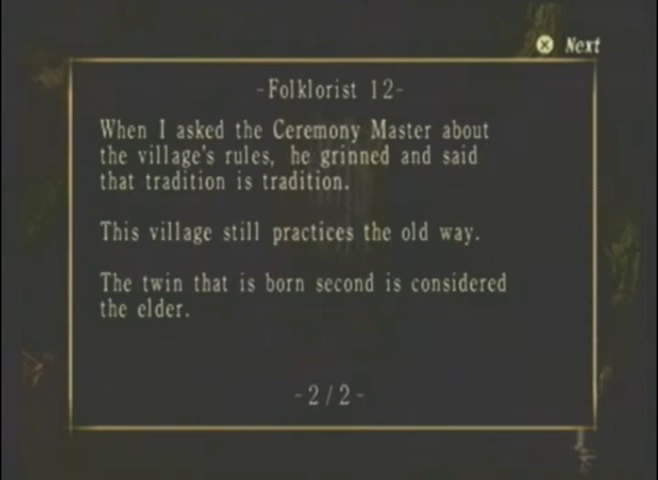 Next
-Folklorist 12-
When I asked the Ceremony Master about
the village's rules, he grinned and said
that tradition is tradition.
This village still practices the old way.
The twin that is born second is considered
the elder.
-2/2-